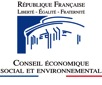 RÉPUBLIQUE FRANÇAISE
LIBERTÉ - ÉGALITÉ - FRATERNITÉ
CONSEIL ÉCONOMIQUE
SOCIAL ET ENVIRONNEMENTAL